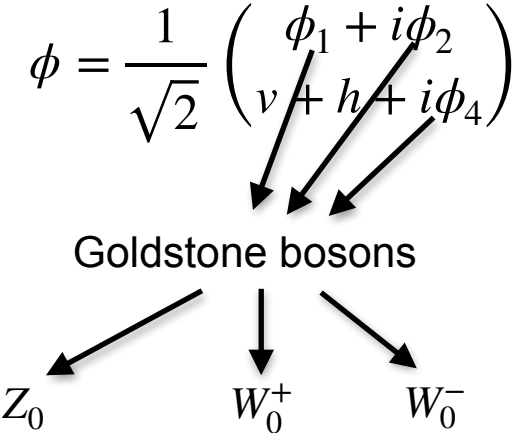 ϕ = 1/√2 ( ϕ₁ + iϕ₂
v + h + iϕ₄ )
Goldstone bosons
Z₀ W₀⁺ W₀⁻